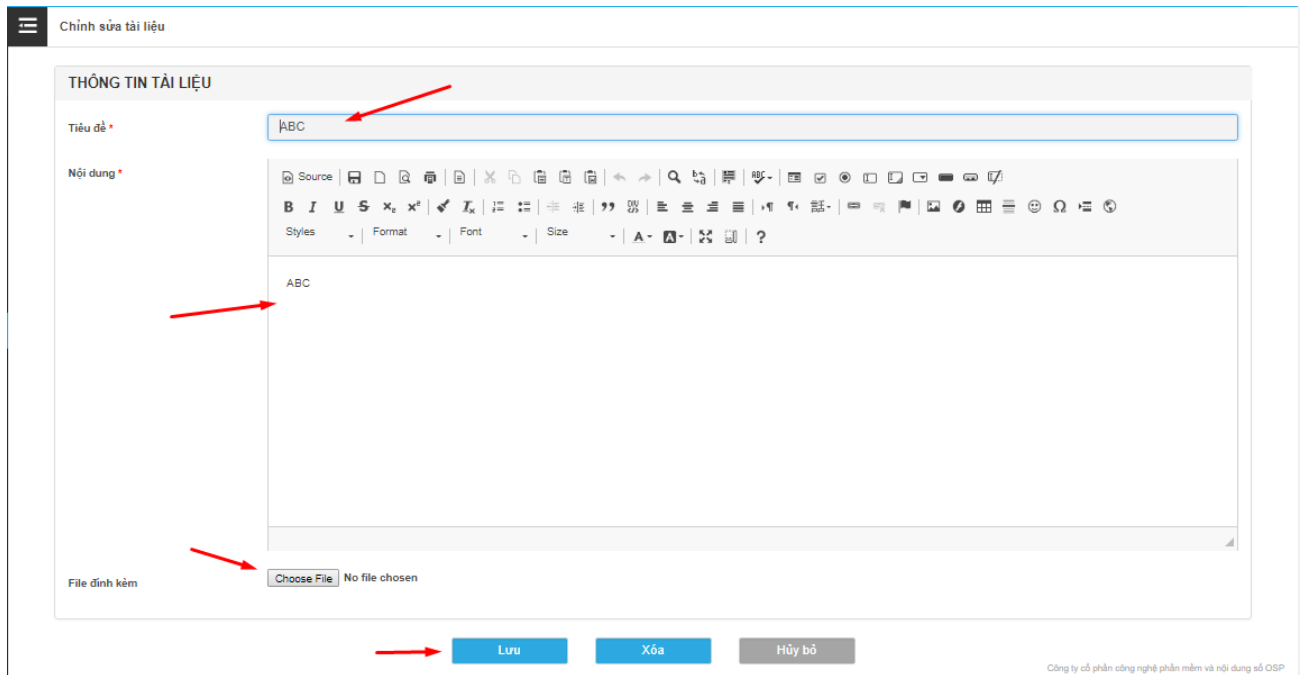 Chỉnh sửa tài liệu
THÔNG TIN TÀI LIỆU
Tiêu đề *
ABC
Nội dung *
Source
Styles Format Font Size
ABC
File đính kèm
Choose File No file chosen
Lưu Xóa Hủy bỏ
Công ty cổ phần công nghệ phần mềm và nội dung số OSP